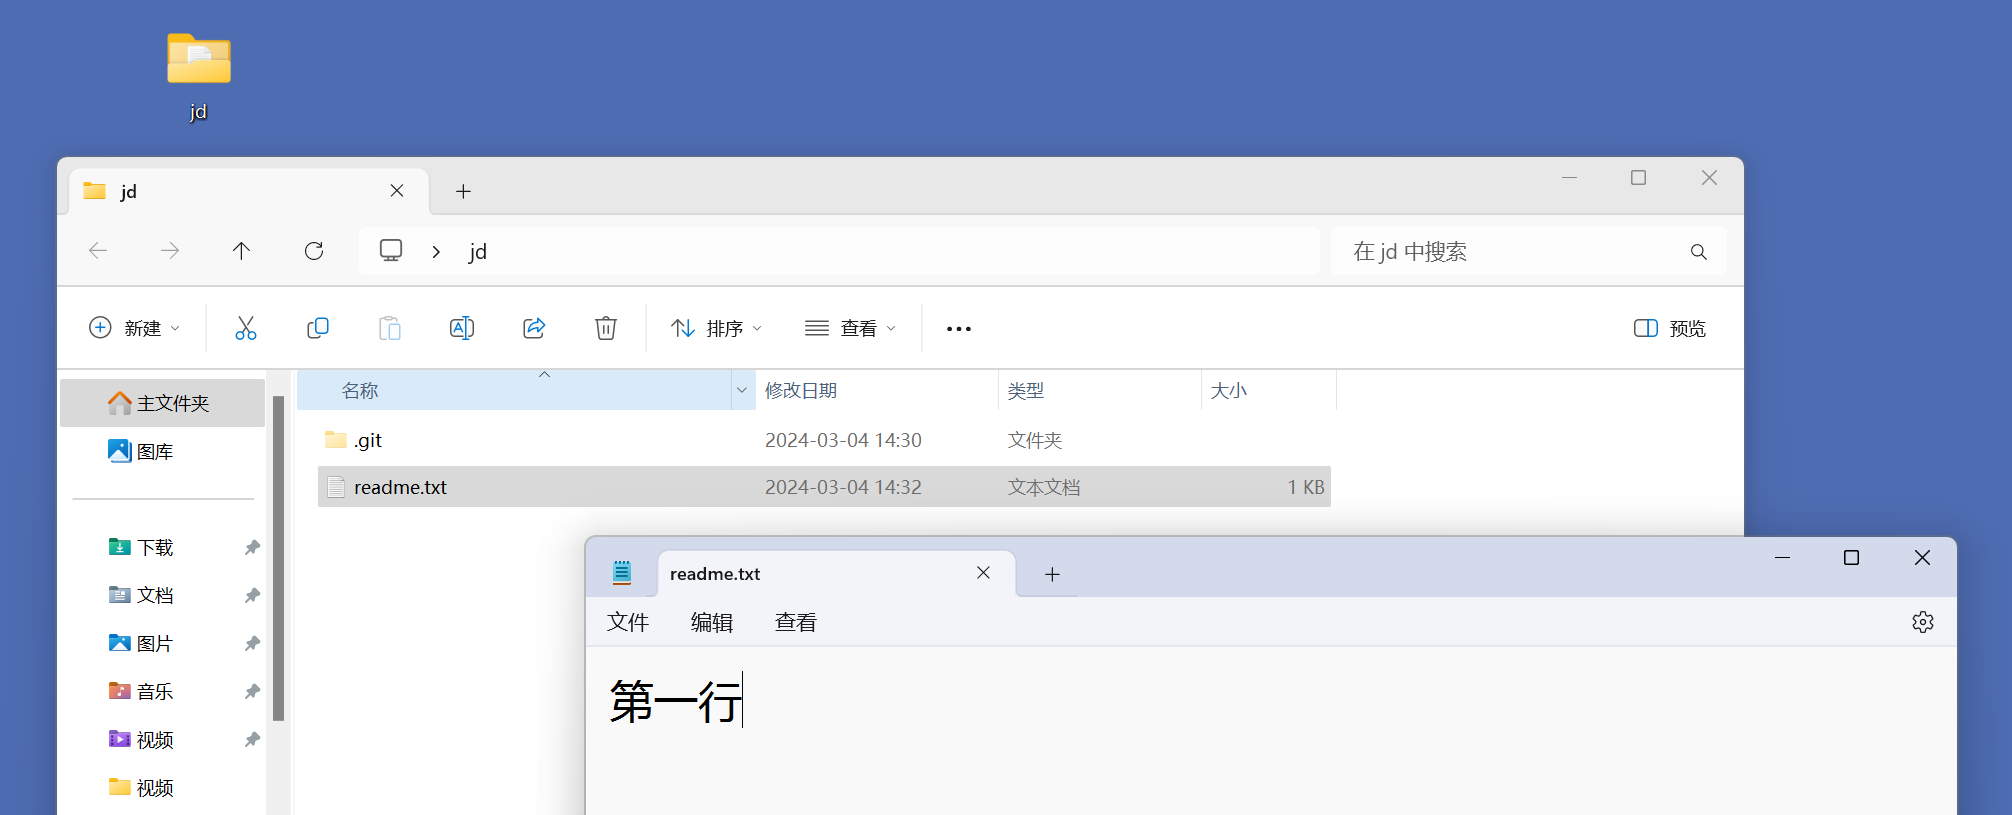 jd
jd
jd
在 jd 中搜索
新建
排序
查看
预览
名称 修改日期 类型 大小
主文件夹
图库
下载
文档
图片
音乐
视频
视频
.git 2024-03-04 14:30 文件夹
readme.txt 2024-03-04 14:32 文本文档 1 KB
readme.txt
文件 编辑 查看
第一行